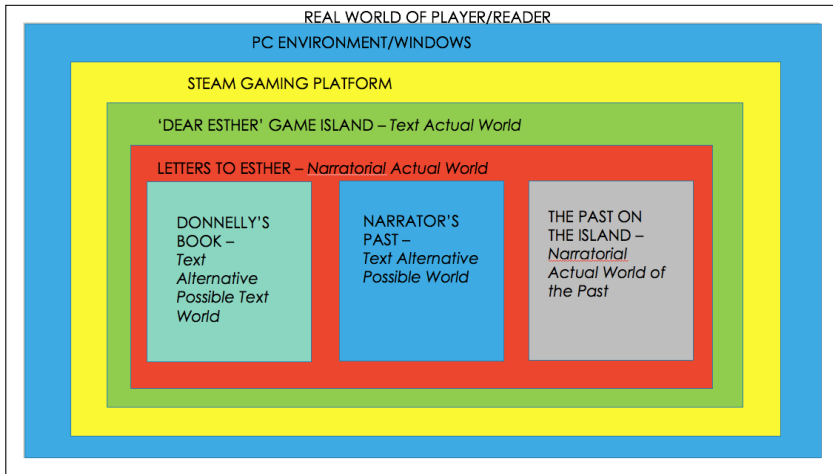 REAL WORLD OF PLAYER/READER
PC ENVIRONMENT/WINDOWS
STEAM GAMING PLATFORM
‘DEAR ESTHER’ GAME ISLAND – Text Actual World
LETTERS TO ESTHER – Narratorial Actual World
DONNELLY’S
BOOK –
Text
Alternative
Possible Text
World
NARRATOR’S
PAST –
Text Alternative
Possible World
THE PAST ON
THE ISLAND –
Narratorial
Actual World of
the Past